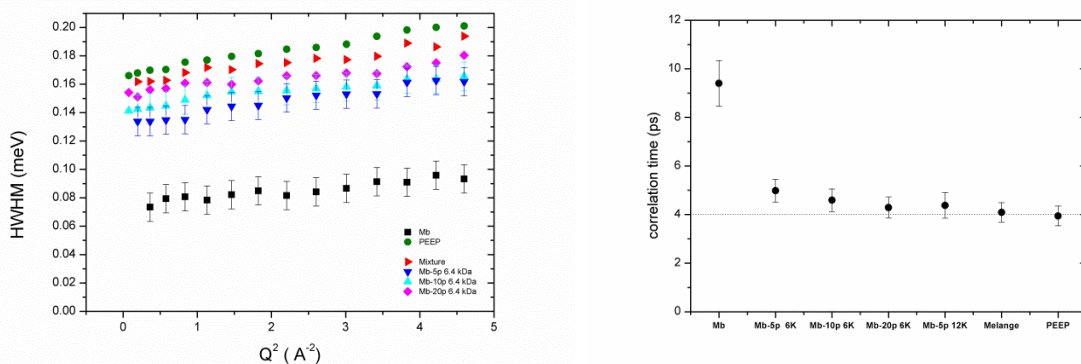 0.20
0.18
0.16
0.14
0.12
0.10
0.08
0.06
0.04
0.02
0.00
HWHM (meV)
0 1 2 3 4 5
Q² ( A⁻²)
Mb
PEEP
Mixture
Mb-5p 6.4 kDa
Mb-10p 6.4 kDa
Mb-20p 6.4 kDa
12
10
8
6
4
2
0
correlation time (ps)
Mb Mb-5p 6K Mb-10p 6K Mb-20p 6K Mb-5p 12K Melange PEEP